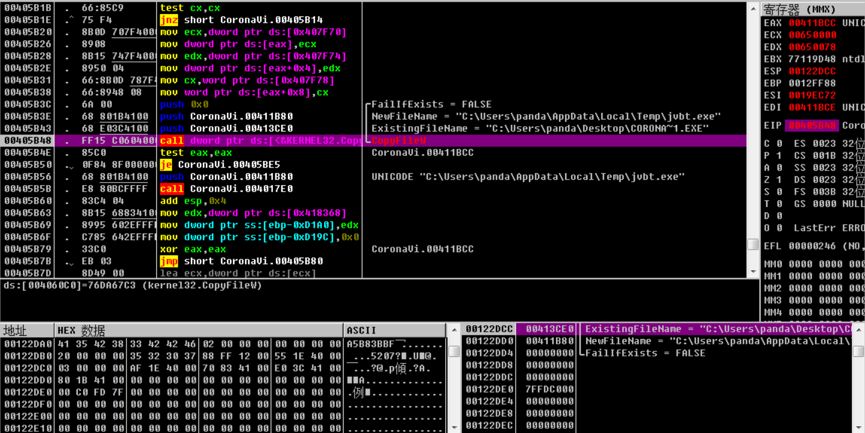 00405B1B . 66:85C9 test cx,cx
00405B1E .^ 75 F4 jnz short CoronaVi.00405B14
00405B20 . 8B0D 707F4000 mov ecx,dword ptr ds:[0x407F70]
00405B26 . 8908 mov dword ptr ds:[eax],ecx
00405B28 . 8B15 747F4000 mov edx,dword ptr ds:[0x407F74]
00405B2E . 8950 04 mov dword ptr ds:[eax+0x4],edx
00405B31 . 66:8B0D 787F4 mov cx,word ptr ds:[0x407F78]
00405B38 . 66:8948 08 mov word ptr ds:[eax+0x8],cx
00405B3C . 6A 00 push 0x0 FailIfExists = FALSE
00405B3E . 68 801B4100 push CoronaVi.00411B80 NewFileName = "C:\Users\panda\AppData\Local\Temp\jvbt.exe"
00405B43 . 68 E03C4100 push CoronaVi.00413CE0 ExistingFileName = "C:\Users\panda\Desktop\CORONA~1.EXE"
00405B48 . FF15 C0604000 call dword ptr ds:[<&KERNEL32.Cop CopyFileW
00405B4E . 85C0 test eax,eax CoronaVi.00411BCC
00405B50 . 0F84 8F000000 je CoronaVi.00405BE5
00405B56 . 68 801B4100 push CoronaVi.00411B80 UNICODE "C:\Users\panda\AppData\Local\Temp\jvbt.exe"
00405B5B . E8 80BCFFFF call CoronaVi.004017E0
00405B60 . 83C4 04 add esp,0x4
00405B63 . 8B15 68834100 mov edx,dword ptr ds:[0x418368]
00405B69 . 8995 602EFFFF mov dword ptr ss:[ebp-0xD1A0],edx
00405B6F . C785 642EFFFF mov dword ptr ss:[ebp-0xD19C],0x0
00405B79 . 33C0 xor eax,eax CoronaVi.00411BCC
00405B7B . EB 03 jmp short CoronaVi.00405B80
00405B7D 8D49 00 lea ecx,dword ptr ds:[ecx]
ds:[004060C0]=76DA67C3 (kernel32.CopyFileW)
寄存器 (MMX)
EAX 00411BCC UNIC
ECX 00650000
EDX 00650078
EBX 77119D48 ntdl
ESP 00122DCC
EBP 0012FF88
ESI 0019EC72
EDI 00411BCE UNIC
EIP 00405B48 Coro
C 0 ES 0023 32位
P 1 CS 001B 32位
A 0 SS 0023 32位
Z 1 DS 0023 32位
S 0 FS 003B 32位
T 0 GS 0000 NULL
D 0
O 0 LastErr ERRO
EFL 00000246 (NO,
MM0 0000 0000 000
MM1 0000 0000 000
MM2 0000 0000 000
MM3 0000 0000 000
MM4 0000 0000 000
地址 HEX 数据 ASCII
00122DA0 41 35 42 38 33 42 42 46 02 00 00 00 00 00 00 00 A5B83BBF
00122DB0 20 00 00 00 35 32 30 37 88 FF 12 00 55 1E 40 00
00122DC0 03 00 00 00 AF 1E 40 00 70 83 41 00 E0 3C 41 00
00122DD0 80 1B 41 00 00 00 00 00 00 00 00 00 00 00 00 00
00122DE0 00 C0 FD 7F 00 00 00 00 00 00 00 00 00 00 00 00
00122DF0 00 00 00 00 00 00 00 00 00 00 00 00 00 00 00 00
00122E00 00 00 00 00 00 00 00 00 00 00 00 00 00 00 00 00
00122E10 00 00 00 00 00 00 00 00 00 00 00 00 00 00 00 00
00122DCC 00413CE0 ExistingFileName = "C:\Users\panda\Desktop\CO
00122DD0 00411B80 NewFileName = "C:\Users\panda\AppData\Local\
00122DD4 00000000 FailIfExists = FALSE
00122DD8 00000000
00122DDC 00000000
00122DE0 7FFDC000
00122DE4 00000000
00122DE8 00000000
00122DEC 00000000